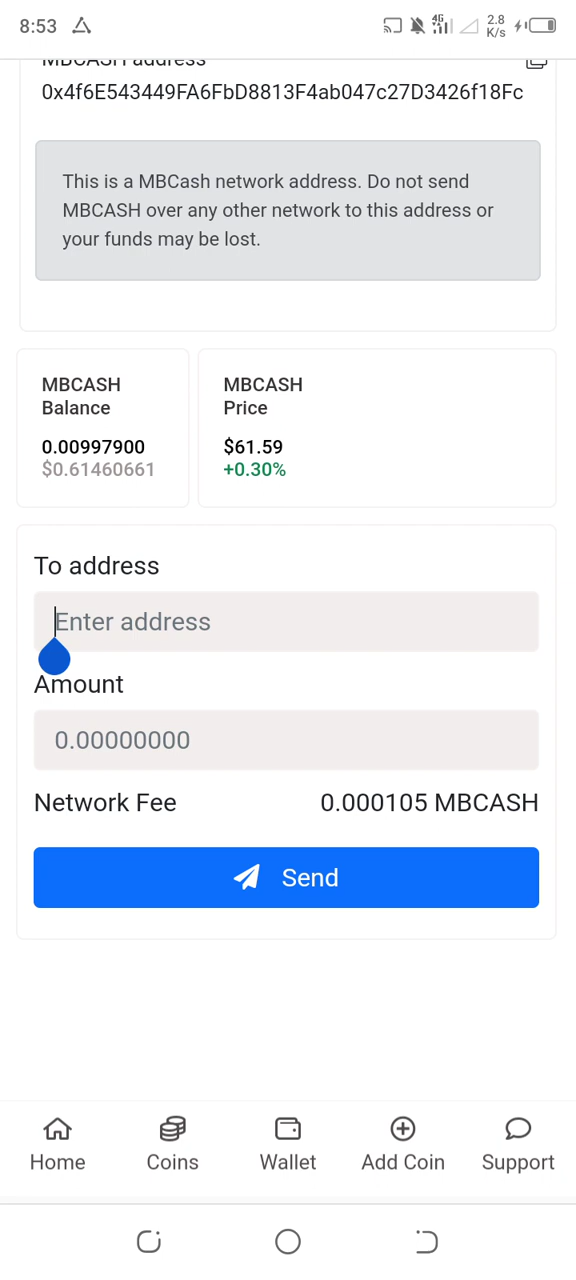 8:53
4G
2.8
K/s
MBCASH address
0x4f6E543449FA6FbD8813F4ab047c27D3426f18Fc
This is a MBCash network address. Do not send
MBCASH over any other network to this address or
your funds may be lost.
MBCASH
Balance
0.00997900
$0.61460661
MBCASH
Price
$61.59
+0.30%
To address
Enter address
Amount
0.00000000
Network Fee
0.000105 MBCASH
Send
Home
Coins
Wallet
Add Coin
Support